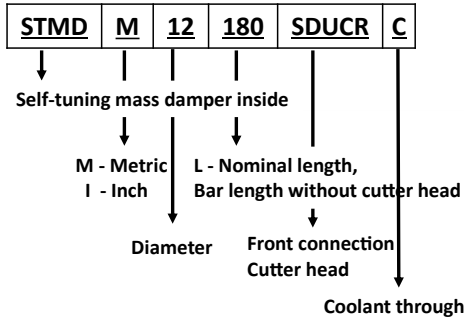 STMD M 12 180 SDUCR C
Self-tuning mass damper inside
M - Metric
I - Inch
L - Nominal length,
Bar length without cutter head
Diameter
Front connection
Cutter head
Coolant through